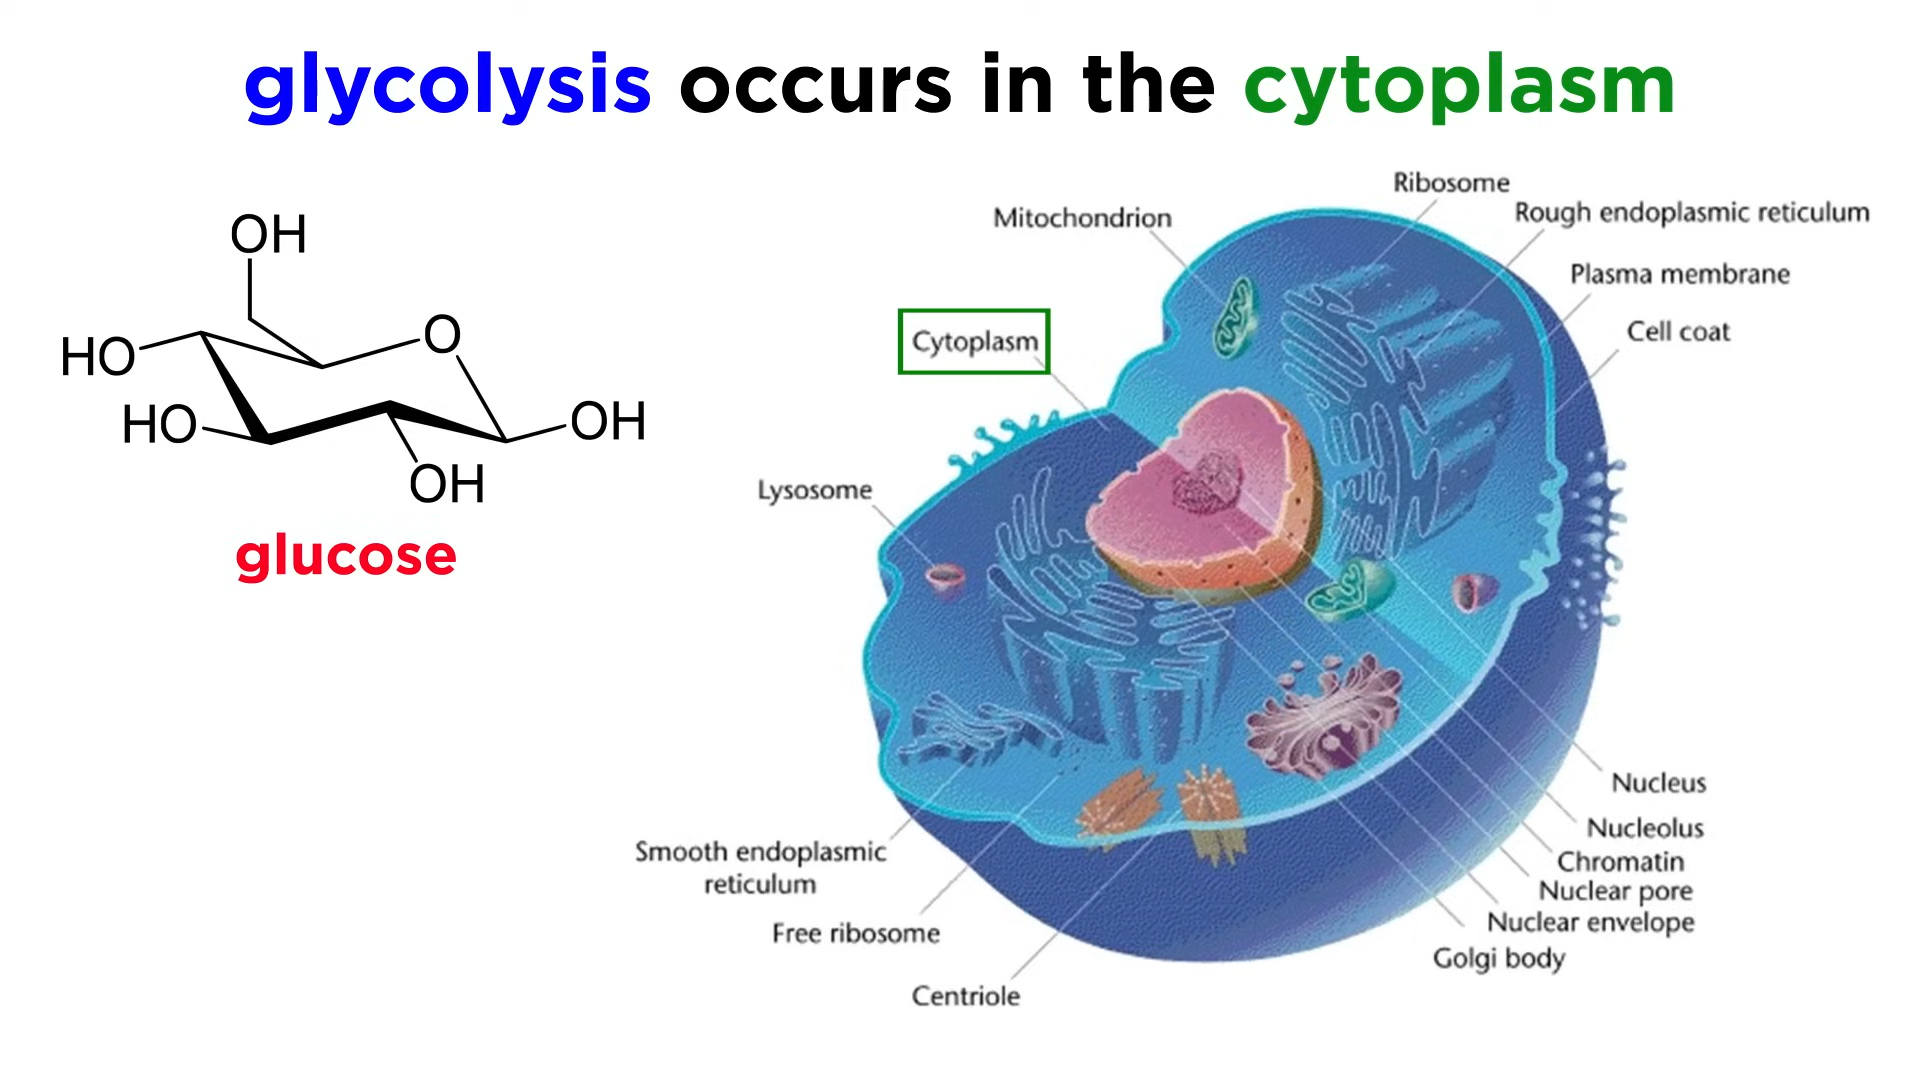 glycolysis occurs in the cytoplasm
OH
O
HO
HO
OH
OH
glucose
Ribosome
Mitochondrion
Rough endoplasmic reticulum
Plasma membrane
Cell coat
Cytoplasm
Lysosome
Nucleus
Nucleolus
Chromatin
Nuclear pore
Nuclear envelope
Golgi body
Smooth endoplasmic
reticulum
Free ribosome
Centriole